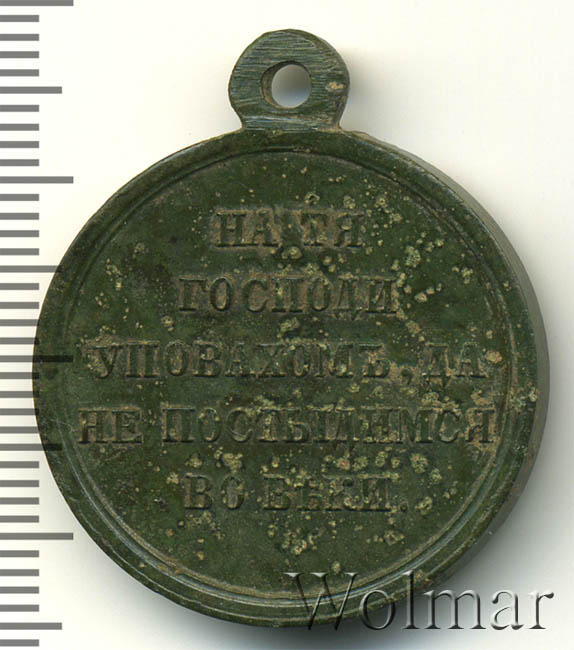 НА ТЯ
ГОСПОДИ
УПОВАХОМЪ, ДА
НЕ ПОСТЫДИМСЯ
ВО ВѢКИ.
Wolmar